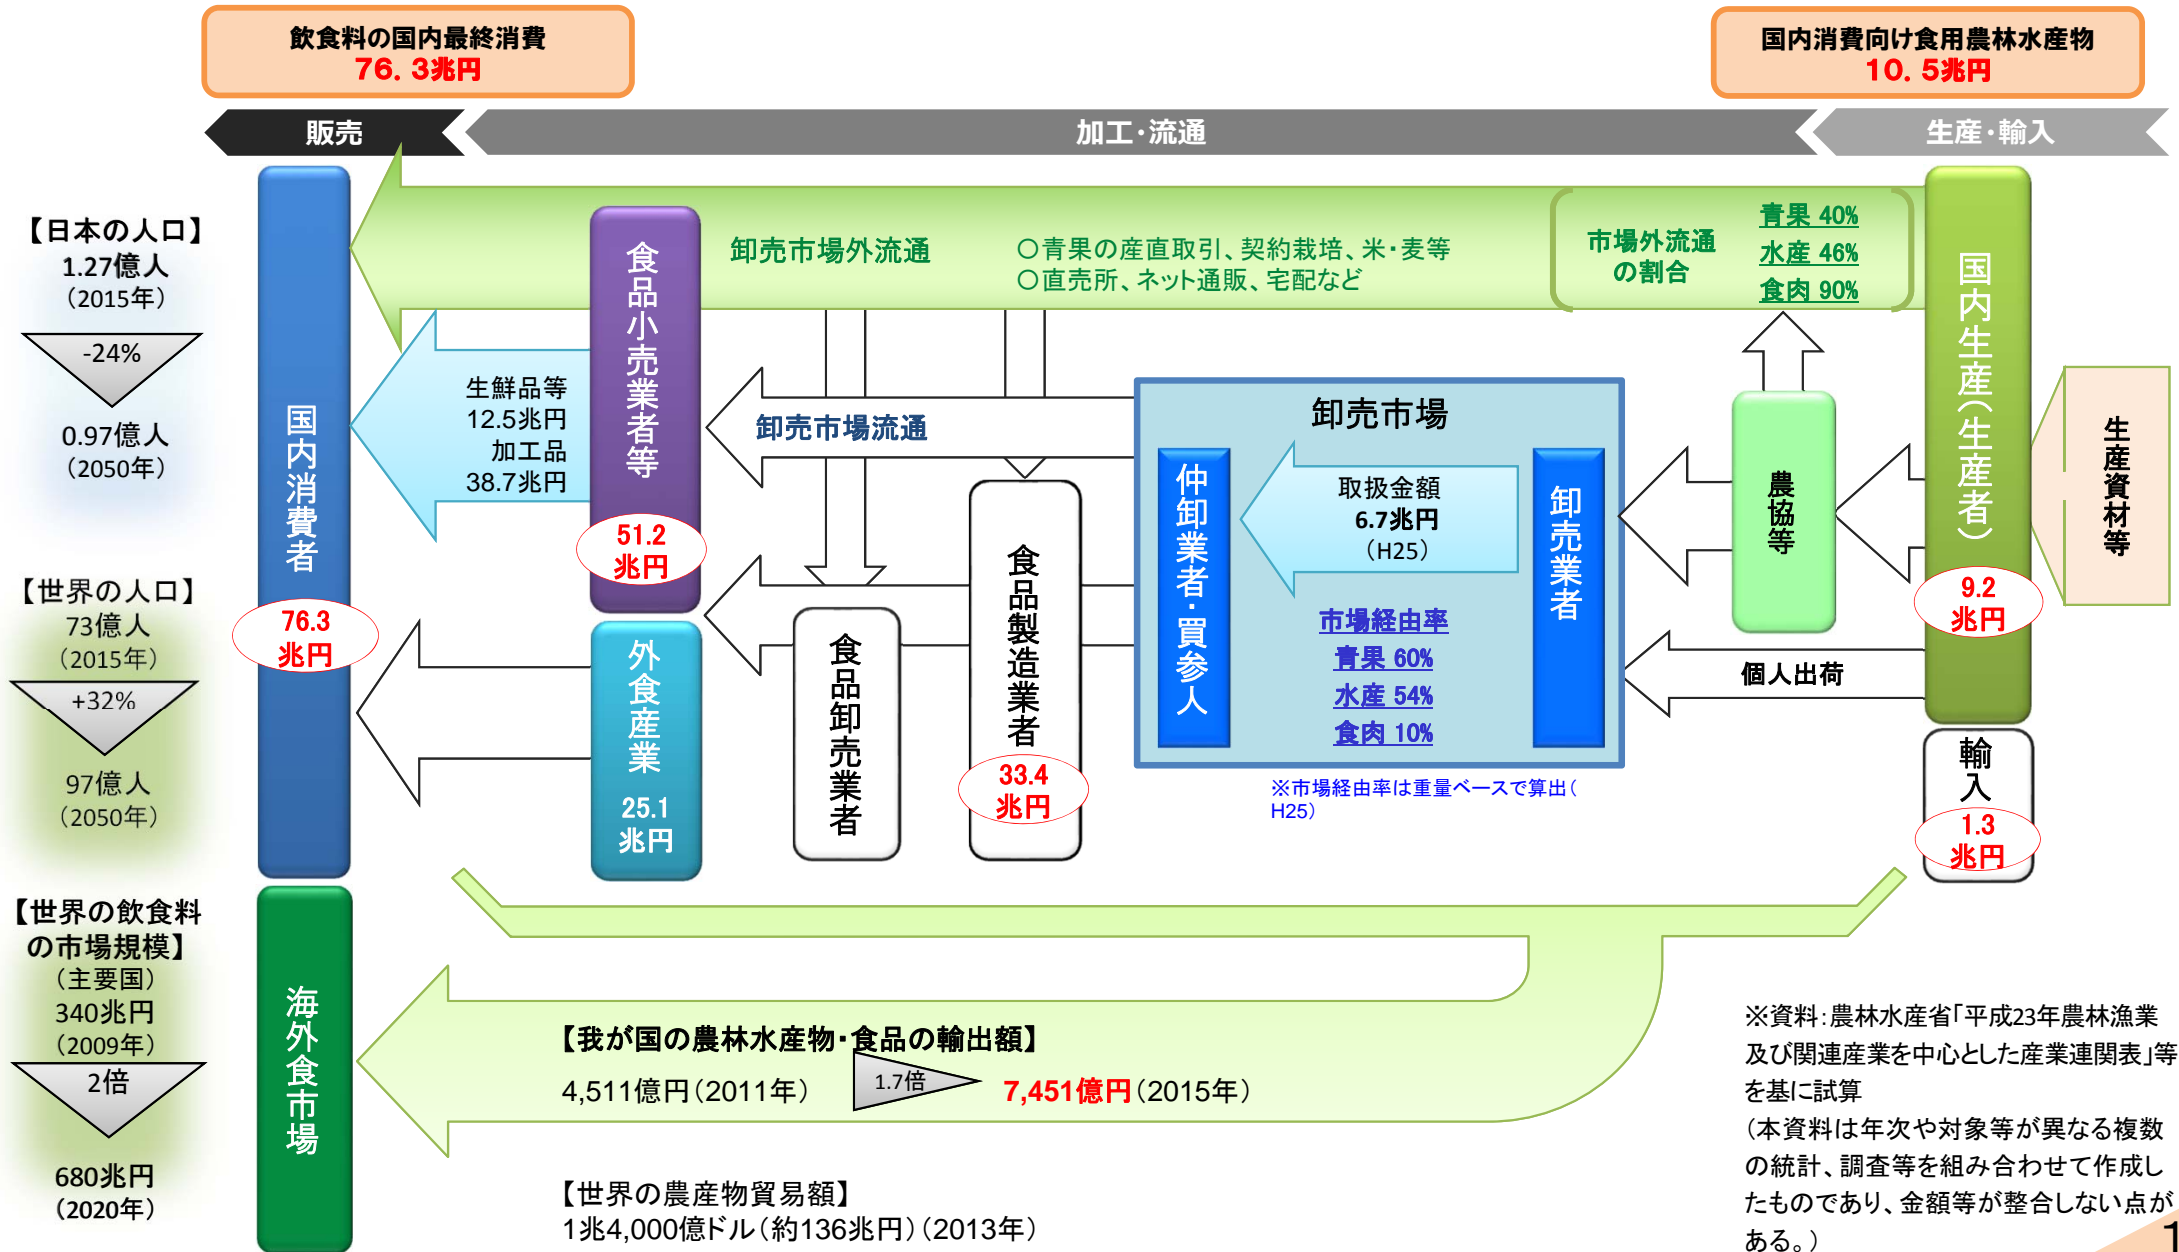 飲食料の国内最終消費
76. 3兆円
国内消費向け食用農林水産物
10. 5兆円
販売
加工・流通
生産・輸入
【日本の人口】
1.27億人
（2015年）
-24%
0.97億人
（2050年）
【世界の人口】
73億人
（2015年）
+32%
97億人
（2050年）
【世界の飲食料
の市場規模】
（主要国）
340兆円
（2009年）
2倍
680兆円
（2020年）
国内消費者
76.3
兆円
海外食市場
生鮮品等
12.5兆円
加工品
38.7兆円
食品小売業者等
51.2
兆円
外食産業
25.1
兆円
卸売市場外流通
○青果の産直取引、契約栽培、米・麦等
○直売所、ネット通販、宅配など
市場外流通
の割合
青果 40%
水産 46%
食肉 90%
卸売市場流通
食品卸売業者
食品製造業者
33.4
兆円
卸売市場
仲卸業者・買参人
取扱金額
6.7兆円
（H25）
市場経由率
青果 60%
水産 54%
食肉 10%
卸売業者
※市場経由率は重量ベースで算出（
H25）
農協等
個人出荷
国内生産（生産者）
9.2
兆円
輸入
1.3
兆円
生産資材等
【我が国の農林水産物・食品の輸出額】
4,511億円（2011年）
1.7倍
7,451億円（2015年）
【世界の農産物貿易額】
1兆4,000億ドル（約136兆円）（2013年）
※資料：農林水産省「平成23年農林漁業
及び関連産業を中心とした産業連関表」等
を基に試算
（本資料は年次や対象等が異なる複数
の統計、調査等を組み合わせて作成し
たものであり、金額等が整合しない点が
ある。）
1